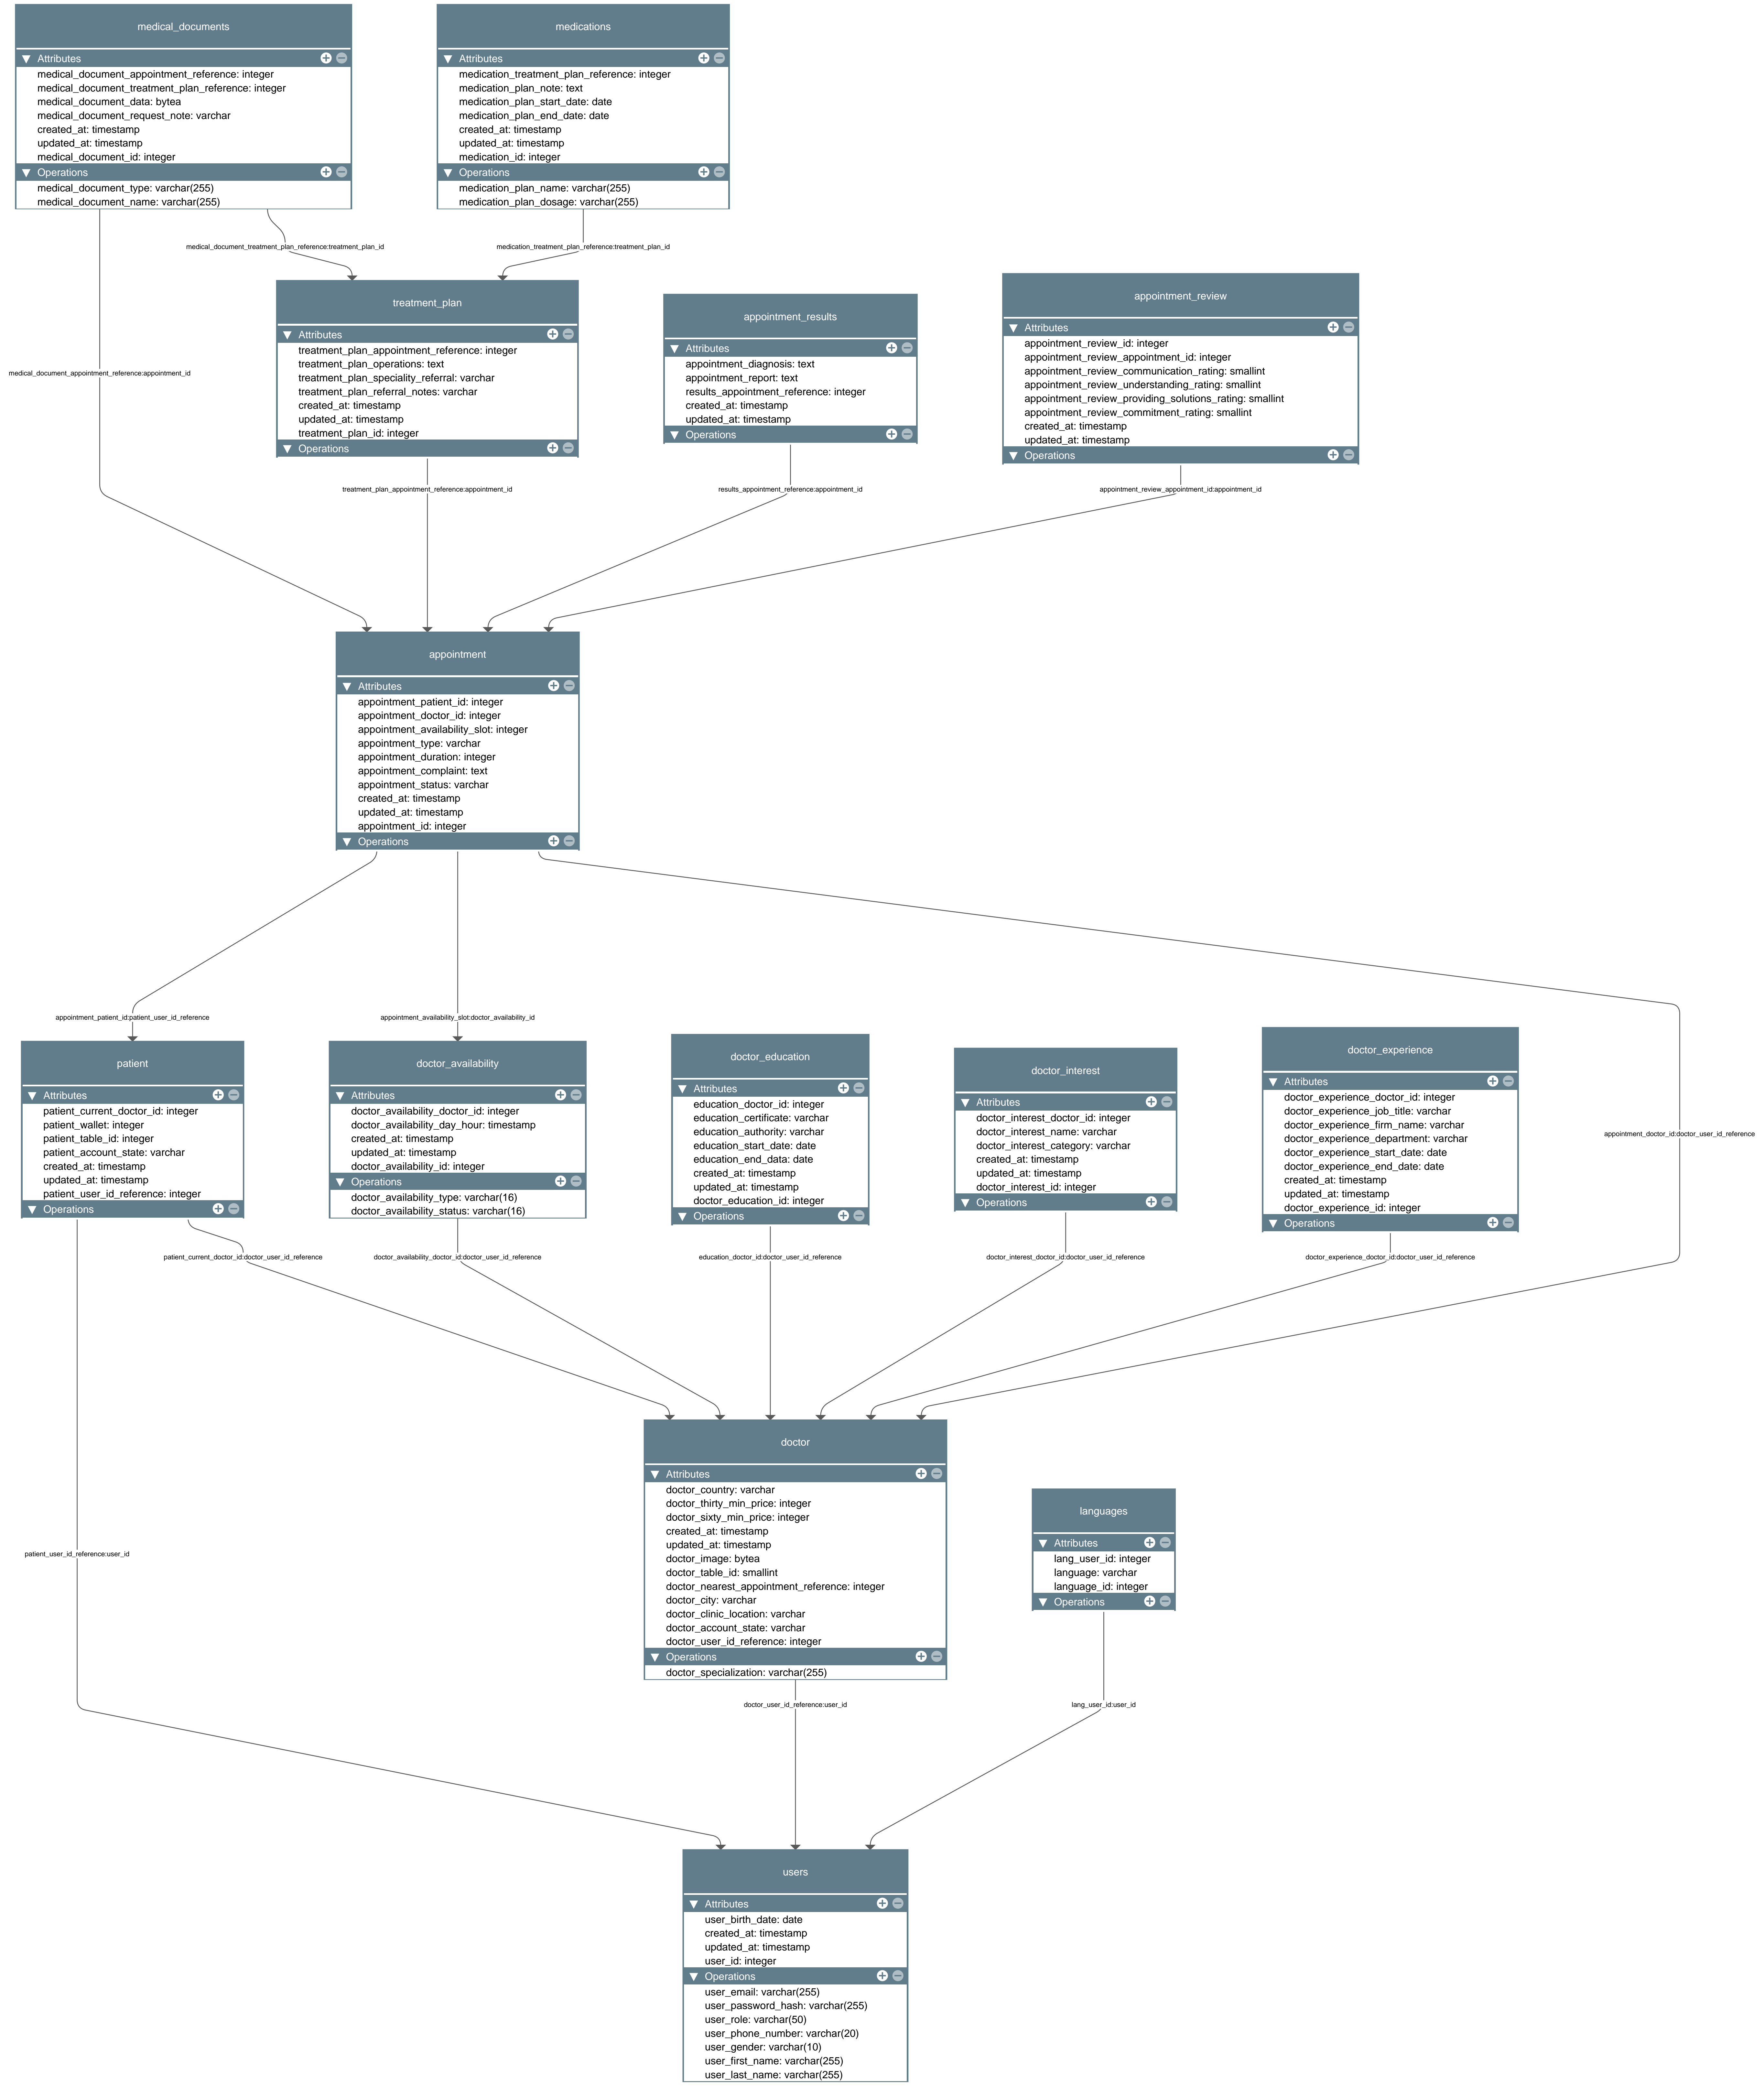 medical_documents
Attributes
medical_document_appointment_reference: integer
medical_document_treatment_plan_reference: integer
medical_document_data: bytea
medical_document_request_note: varchar
created_at: timestamp
updated_at: timestamp
medical_document_id: integer
Operations
medical_document_type: varchar(255)
medical_document_name: varchar(255)
medications
Attributes
medication_treatment_plan_reference: integer
medication_plan_note: text
medication_plan_start_date: date
medication_plan_end_date: date
created_at: timestamp
updated_at: timestamp
medication_id: integer
Operations
medication_plan_name: varchar(255)
medication_plan_dosage: varchar(255)
medical_document_treatment_plan_reference:treatment_plan_id
medication_treatment_plan_reference:treatment_plan_id
treatment_plan
Attributes
treatment_plan_appointment_reference: integer
treatment_plan_operations: text
treatment_plan_speciality_referral: varchar
treatment_plan_referral_notes: varchar
created_at: timestamp
updated_at: timestamp
treatment_plan_id: integer
Operations
appointment_results
Attributes
appointment_diagnosis: text
appointment_report: text
results_appointment_reference: integer
created_at: timestamp
updated_at: timestamp
Operations
appointment_review
Attributes
appointment_review_id: integer
appointment_review_appointment_id: integer
appointment_review_communication_rating: smallint
appointment_review_understanding_rating: smallint
appointment_review_providing_solutions_rating: smallint
appointment_review_commitment_rating: smallint
created_at: timestamp
updated_at: timestamp
Operations
medical_document_appointment_reference:appointment_id
treatment_plan_appointment_reference:appointment_id
results_appointment_reference:appointment_id
appointment_review_appointment_id:appointment_id
appointment
Attributes
appointment_patient_id: integer
appointment_doctor_id: integer
appointment_availability_slot: integer
appointment_type: varchar
appointment_duration: integer
appointment_complaint: text
appointment_status: varchar
created_at: timestamp
updated_at: timestamp
appointment_id: integer
Operations
appointment_patient_id:patient_user_id_reference
appointment_availability_slot:doctor_availability_id
patient
Attributes
patient_current_doctor_id: integer
patient_wallet: integer
patient_table_id: integer
patient_account_state: varchar
created_at: timestamp
updated_at: timestamp
patient_user_id_reference: integer
Operations
doctor_availability
Attributes
doctor_availability_doctor_id: integer
doctor_availability_day_hour: timestamp
created_at: timestamp
updated_at: timestamp
doctor_availability_id: integer
Operations
doctor_availability_type: varchar(16)
doctor_availability_status: varchar(16)
doctor_education
Attributes
education_doctor_id: integer
education_certificate: varchar
education_authority: varchar
education_start_date: date
education_end_data: date
created_at: timestamp
updated_at: timestamp
doctor_education_id: integer
Operations
doctor_interest
Attributes
doctor_interest_doctor_id: integer
doctor_interest_name: varchar
doctor_interest_category: varchar
created_at: timestamp
updated_at: timestamp
doctor_interest_id: integer
Operations
doctor_experience
Attributes
doctor_experience_doctor_id: integer
doctor_experience_job_title: varchar
doctor_experience_firm_name: varchar
doctor_experience_department: varchar
doctor_experience_start_date: date
doctor_experience_end_date: date
created_at: timestamp
updated_at: timestamp
doctor_experience_id: integer
Operations
appointment_doctor_id:doctor_user_id_reference
patient_current_doctor_id:doctor_user_id_reference
doctor_availability_doctor_id:doctor_user_id_reference
education_doctor_id:doctor_user_id_reference
doctor_interest_doctor_id:doctor_user_id_reference
doctor_experience_doctor_id:doctor_user_id_reference
doctor
Attributes
doctor_country: varchar
doctor_thirty_min_price: integer
doctor_sixty_min_price: integer
created_at: timestamp
updated_at: timestamp
doctor_image: bytea
doctor_table_id: smallint
doctor_nearest_appointment_reference: integer
doctor_city: varchar
doctor_clinic_location: varchar
doctor_account_state: varchar
doctor_user_id_reference: integer
Operations
doctor_specialization: varchar(255)
languages
Attributes
lang_user_id: integer
language: varchar
language_id: integer
Operations
patient_user_id_reference:user_id
doctor_user_id_reference:user_id
lang_user_id:user_id
users
Attributes
user_birth_date: date
created_at: timestamp
updated_at: timestamp
user_id: integer
Operations
user_email: varchar(255)
user_password_hash: varchar(255)
user_role: varchar(50)
user_phone_number: varchar(20)
user_gender: varchar(10)
user_first_name: varchar(255)
user_last_name: varchar(255)